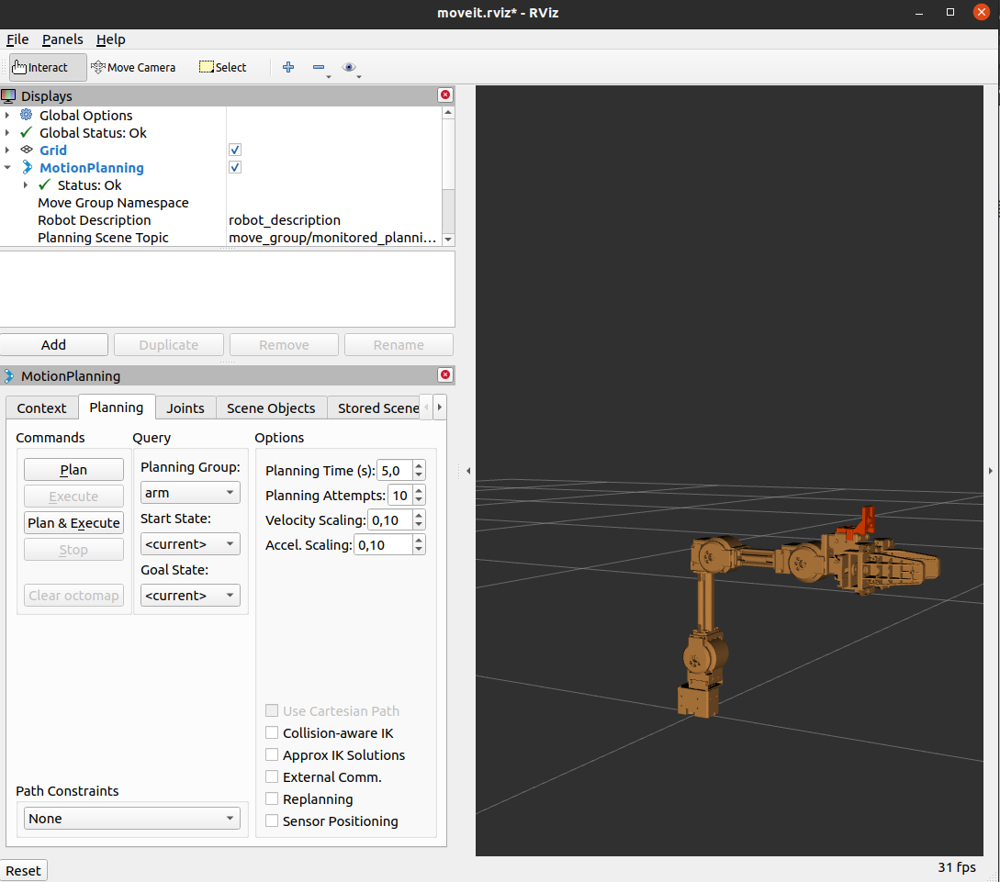 moveit.rviz* - RViz
File Panels Help
Interact Move Camera Select
Displays
Global Options
Global Status: Ok
Grid
MotionPlanning
Status: Ok
Move Group Namespace
Robot Description robot_description
Planning Scene Topic move_group/monitored_planni...
Add Duplicate Remove Rename
MotionPlanning
Context Planning Joints Scene Objects Stored Scene
Commands Query Options
Plan
Execute
Plan & Execute
Stop
Clear octomap
Planning Group:
arm
Start State:
<current>
Goal State:
<current>
Planning Time (s): 5,0
Planning Attempts: 10
Velocity Scaling: 0,10
Accel. Scaling: 0,10
Use Cartesian Path
Collision-aware IK
Approx IK Solutions
External Comm.
Replanning
Sensor Positioning
Path Constraints
None
Reset
31 fps